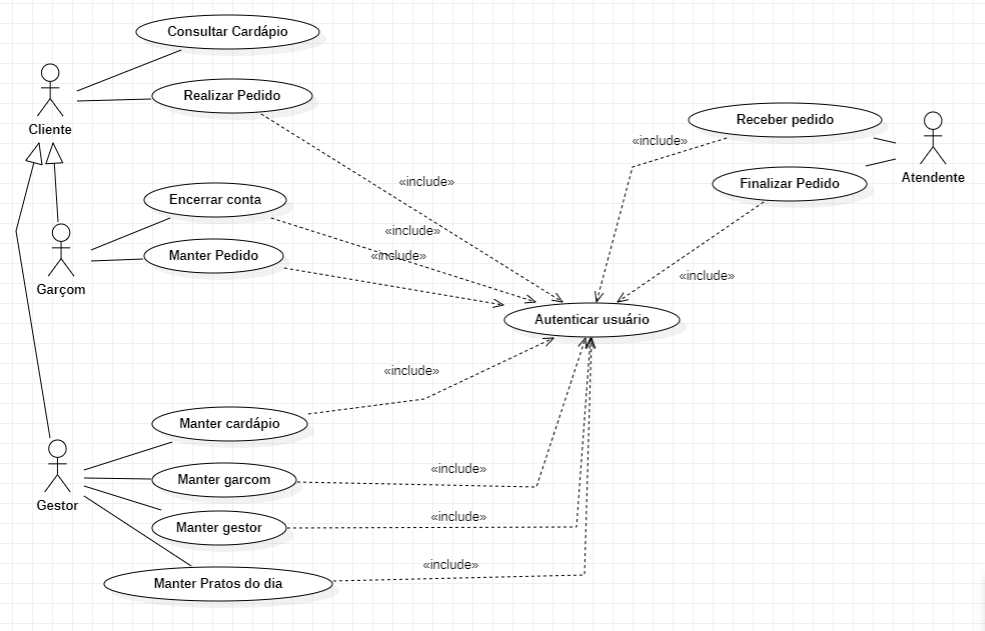 Consultar Cardápio
Realizar Pedido
Cliente
Receber pedido
«include»
Finalizar Pedido
Atendente
«include»
Encerrar conta
«include»
Manter Pedido
«include»
Garçom
«include»
Autenticar usuário
«include»
Manter cardápio
«include»
Manter garcom
Gestor
«include»
Manter gestor
«include»
Manter Pratos do dia